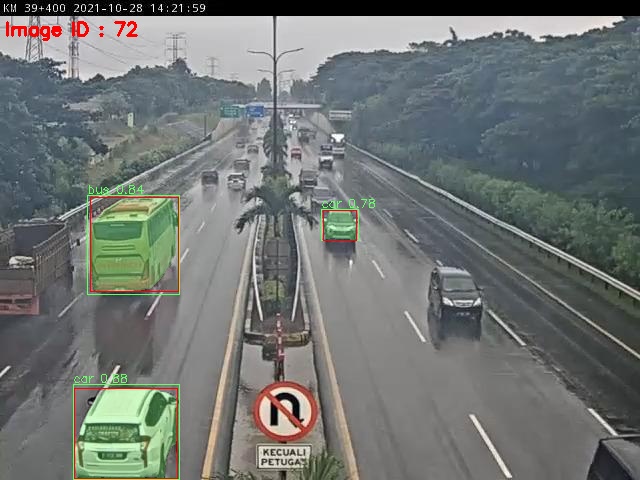 KM 39+400 2021-10-28 14:21:59
Image ID : 72
bus 0.84
car 0.78
car 0.88
KECUALI
PETUGAS